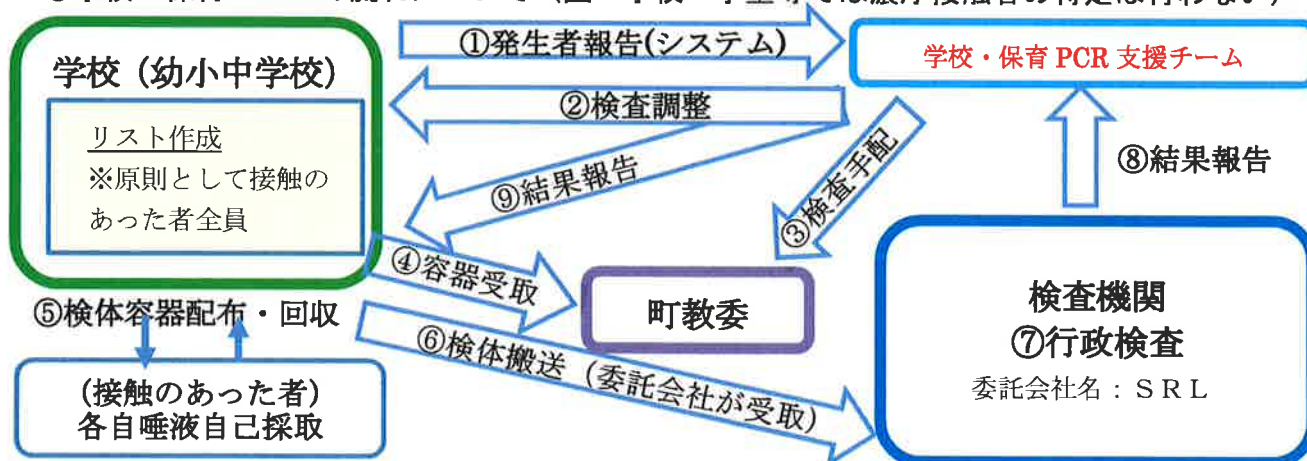 ①発生者報告(システム)
学校(幼小中学校)
学校・保育 PCR 支援チーム
②検査調整
リスト作成
※原則として接触の
あった者全員
⑨結果報告
③検査手配
⑧結果報告
④容器受取
町教委
検査機関
⑦行政検査
委託会社名：ＳＲＬ
⑤検体容器配布・回収
⑥検体搬送（委託会社が受取）
(接触のあった者)
各自唾液自己採取